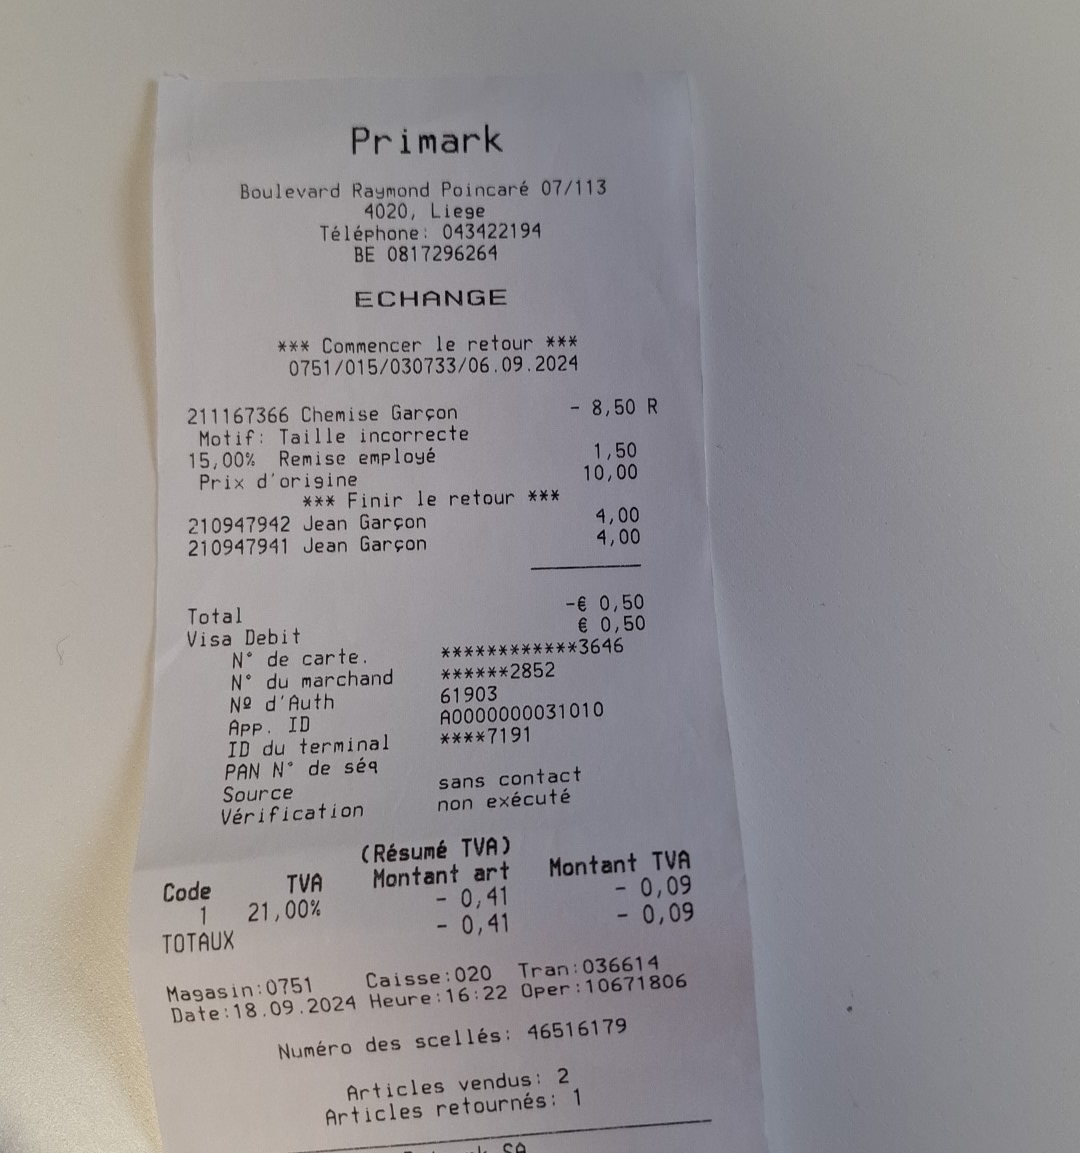 Primark
Boulevard Raymond Poincaré 07/113
4020, Liege
Téléphone: 043422194
BE 0817296264
ECHANGE
*** Commencer le retour ***
0751/015/030733/06.09.2024
211167366 Chemise Garçon - 8,50 R
Motif: Taille incorrecte
15,00% Remise employé 1,50
Prix d'origine 10,00
*** Finir le retour ***
210947942 Jean Garçon 4,00
210947941 Jean Garçon 4,00
Total -€ 0,50
Visa Debit € 0,50
N° de carte. ************3646
N° du marchand ******2852
Nº d'Auth 61903
App. ID A0000000031010
ID du terminal ****7191
PAN N° de séq
Source sans contact
Vérification non exécuté
(Résumé TVA)
Code TVA Montant art Montant TVA
1 21,00% - 0,41 - 0,09
TOTAUX - 0,41 - 0,09
Magasin:0751 Caisse:020 Tran:036614
Date:18.09.2024 Heure:16:22 Oper:10671806
Numéro des scellés: 46516179
Articles vendus: 2
Articles retournés: 1
SA